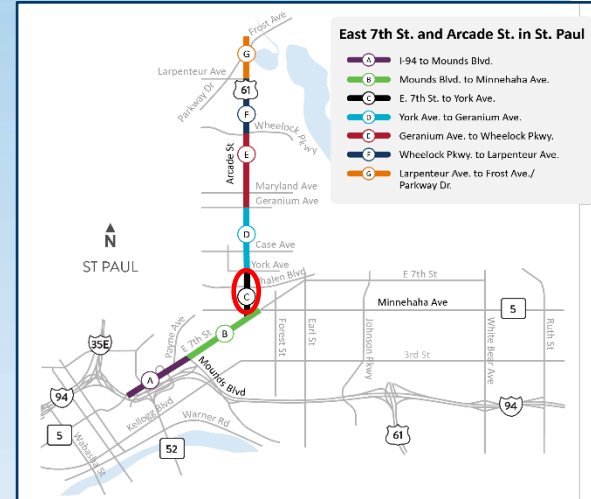 East 7th St. and Arcade St. in St. Paul
A I-94 to Mounds Blvd.
B Mounds Blvd. to Minnehaha Ave.
C E. 7th St. to York Ave.
D York Ave. to Geranium Ave.
E Geranium Ave. to Wheelock Pkwy.
F Wheelock Pkwy. to Larpenteur Ave.
G Larpenteur Ave. to Frost Ave./
Parkway Dr.
Frost Ave
G
Larpenteur Ave
Parkway Dr
61
F
Wheelock Pkwy
E
Arcade St
Maryland Ave
Geranium Ave
D
N
ST PAUL
Case Ave
York Ave
halen Blvd
C
E 7th St
Minnehaha Ave
5
Payne Ave
E 7th St
B
Forest St
Earl St
Johnson Pkwy
White Bear Ave
Ruth St
35E
3rd St
A
Mounds Blvd
94
Kellogg Blvd
Warner Rd
94
5
Wabasha St
52
61